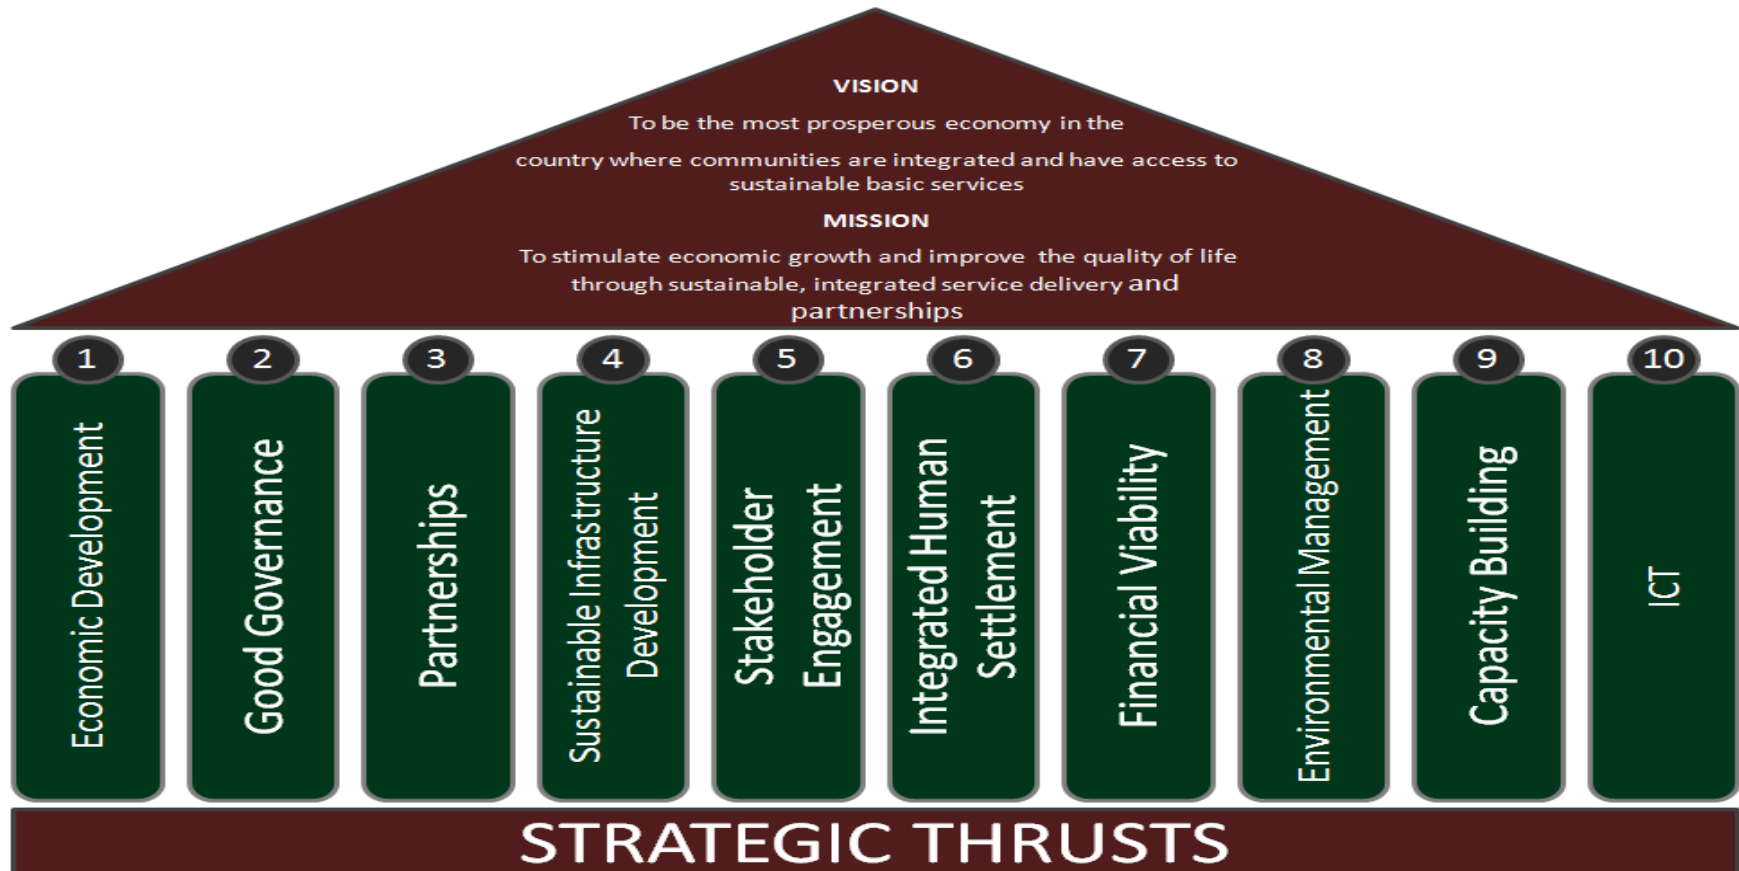 VISION
To be the most prosperous economy in the
country where communities are integrated and have access to
sustainable basic services
MISSION
To stimulate economic growth and improve the quality of life
through sustainable, integrated service delivery and
partnerships
1
Economic Development
2
Good Governance
3
Partnerships
4
Sustainable Infrastructure
Development
5
Stakeholder
Engagement
6
Integrated Human
Settlement
7
Financial Viability
8
Environmental Management
9
Capacity Building
10
ICT
STRATEGIC THRUSTS